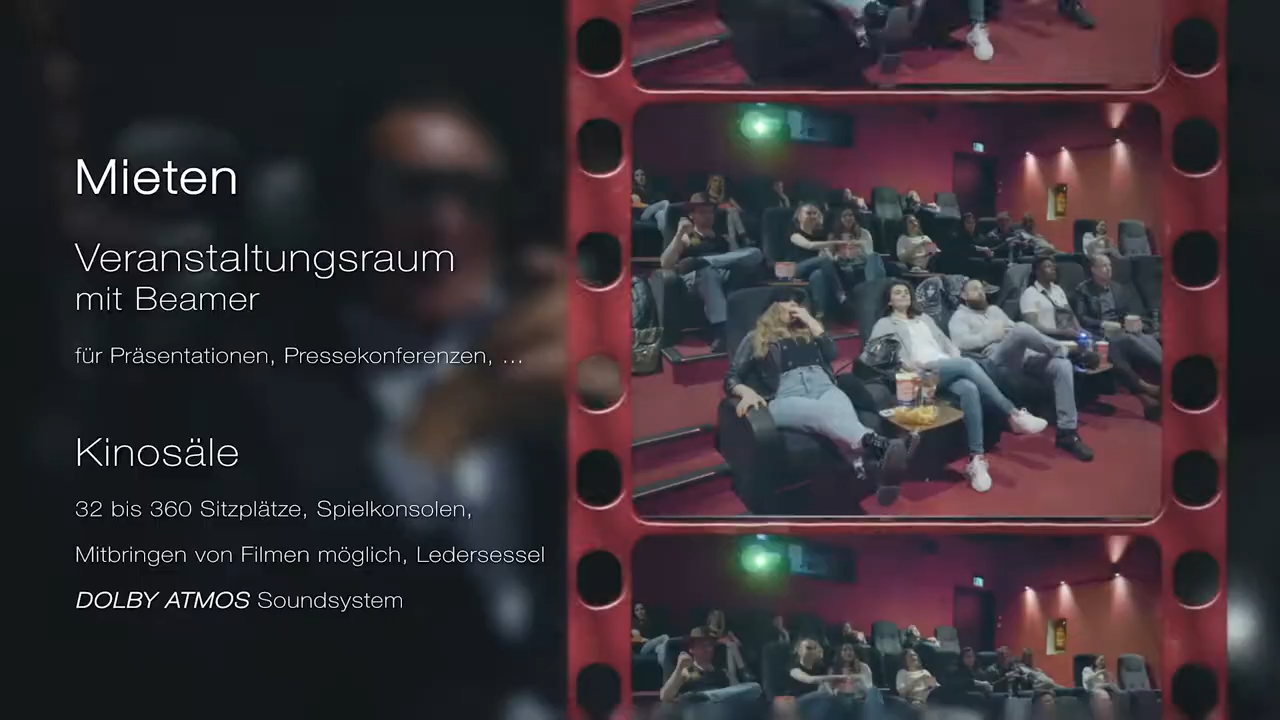 Mieten
Veranstaltungsraum
mit Beamer
für Präsentationen, Pressekonferenzen, ...
Kinosäle
32 bis 360 Sitzplätze, Spielkonsolen,
Mitbringen von Filmen möglich, Ledersessel
DOLBY ATMOS Soundsystem